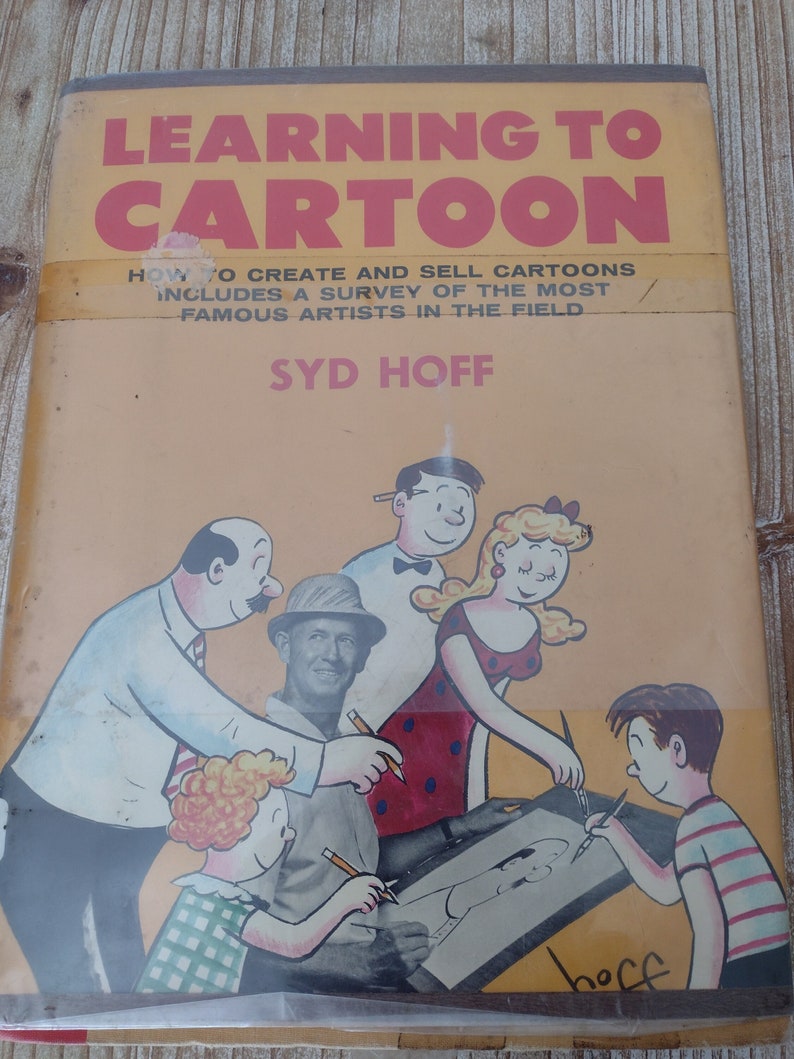 LEARNING TO
CARTOON
HOW TO CREATE AND SELL CARTOONS
INCLUDES A SURVEY OF THE MOST
FAMOUS ARTISTS IN THE FIELD
SYD HOFF
hoff